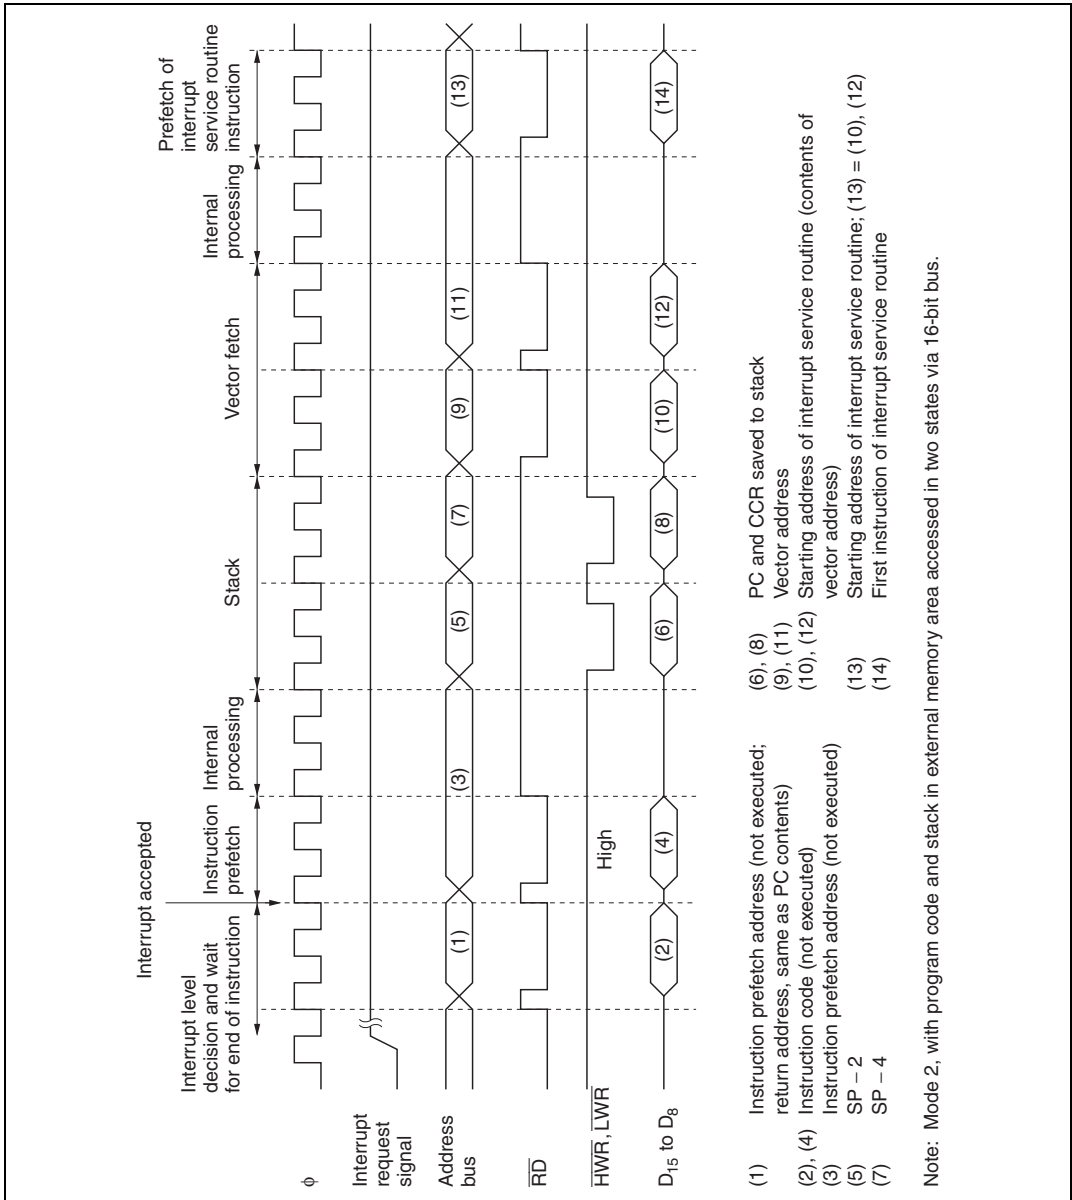 Interrupt accepted
Interrupt level
decision and wait
for end of instruction
Instruction
prefetch
Internal
processing
Stack
Vector fetch
Internal
processing
Prefetch of
interrupt
service routine
instruction
ϕ
Interrupt
request
signal
Address
bus
(1)
(3)
(5)
(7)
(9)
(11)
(13)
RD
HWR, LWR
High
D15 to D8
(2)
(4)
(6)
(8)
(10)
(12)
(14)
(1) Instruction prefetch address (not executed;
return address, same as PC contents)
(2), (4) Instruction code (not executed)
(3) Instruction prefetch address (not executed)
(5) SP – 2
(7) SP – 4
(6), (8) PC and CCR saved to stack
(9), (11) Vector address
(10), (12) Starting address of interrupt service routine (contents of
vector address)
(13) Starting address of interrupt service routine; (13) = (10), (12)
(14) First instruction of interrupt service routine
Note: Mode 2, with program code and stack in external memory area accessed in two states via 16-bit bus.